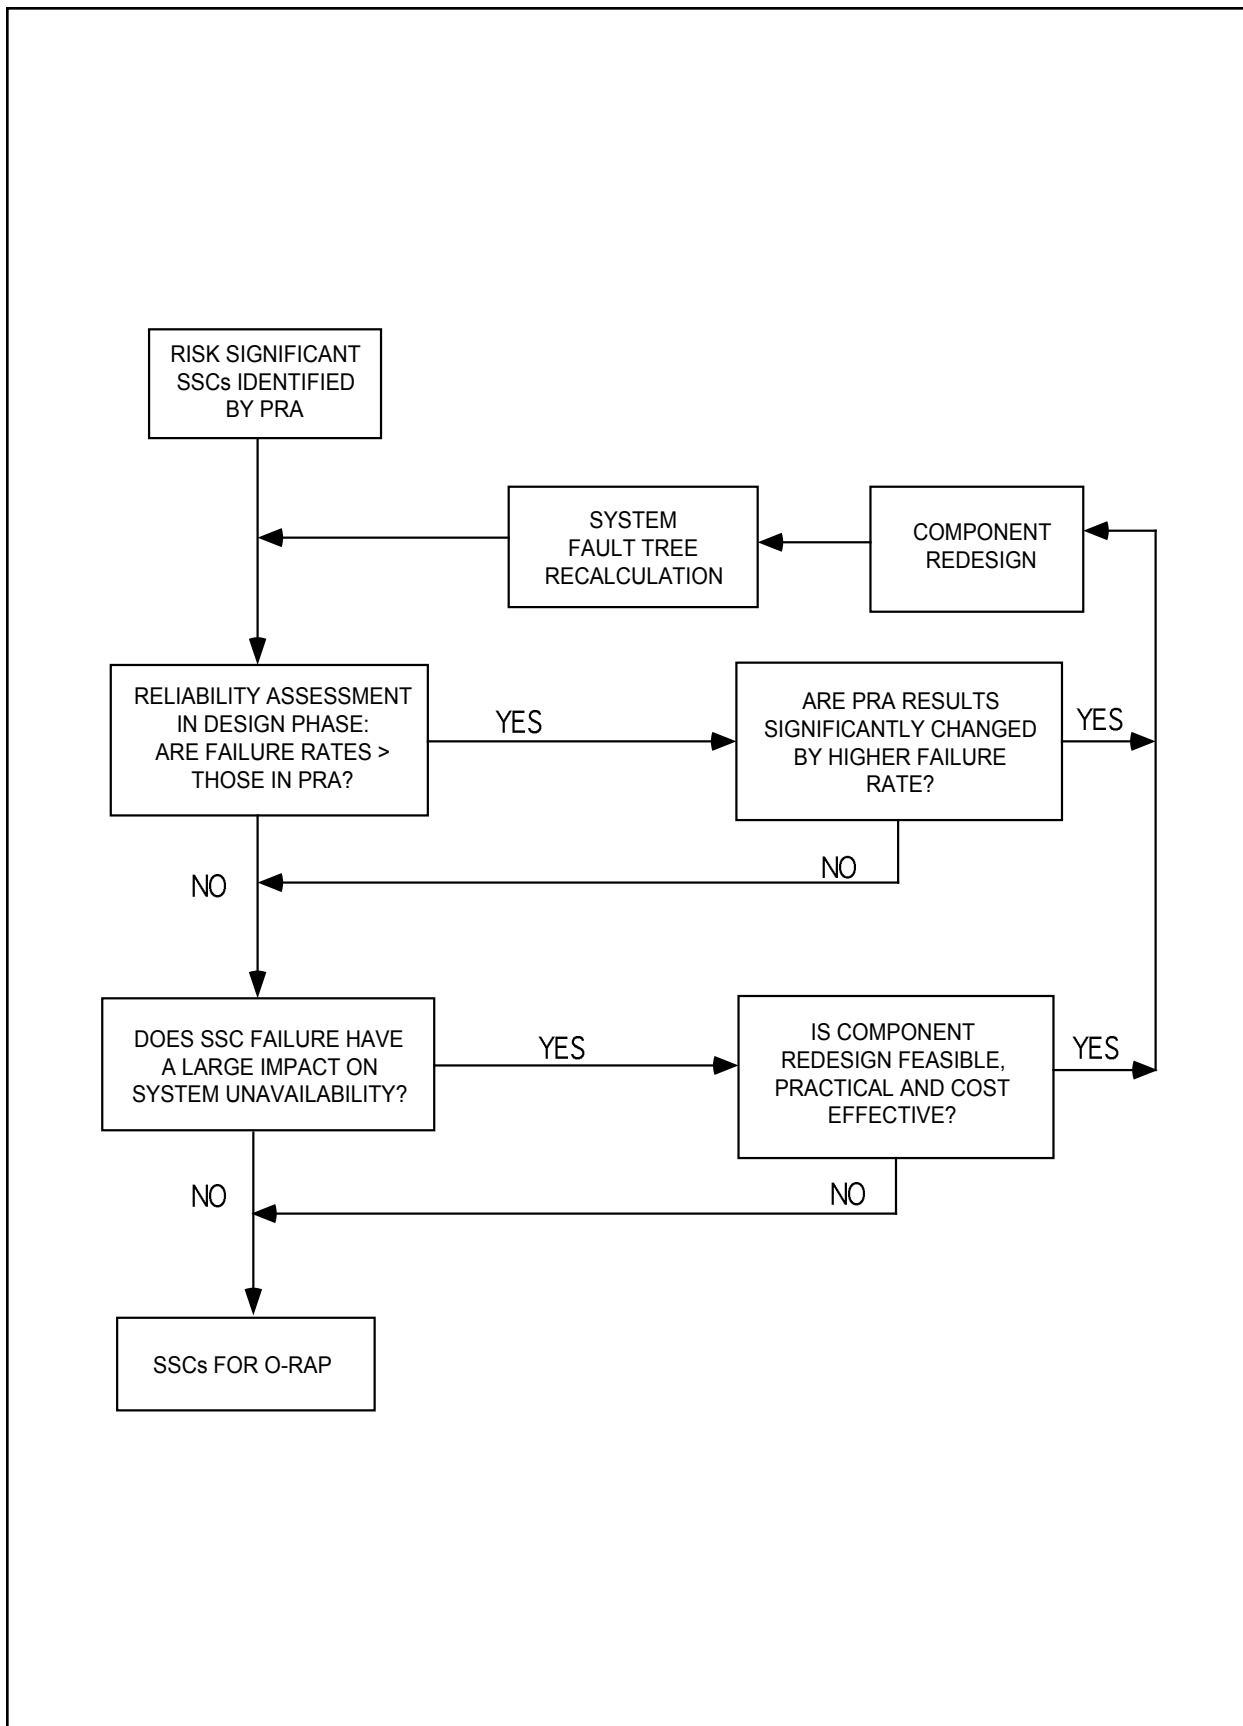 RISK SIGNIFICANT
SSCs IDENTIFIED
BY PRA
SYSTEM
FAULT TREE
RECALCULATION
COMPONENT
REDESIGN
RELIABILITY ASSESSMENT
IN DESIGN PHASE:
ARE FAILURE RATES >
THOSE IN PRA?
YES
ARE PRA RESULTS
SIGNIFICANTLY CHANGED
BY HIGHER FAILURE
RATE?
YES
NO
NO
DOES SSC FAILURE HAVE
A LARGE IMPACT ON
SYSTEM UNAVAILABILITY?
YES
IS COMPONENT
REDESIGN FEASIBLE,
PRACTICAL AND COST
EFFECTIVE?
YES
NO
NO
SSCs FOR O-RAP